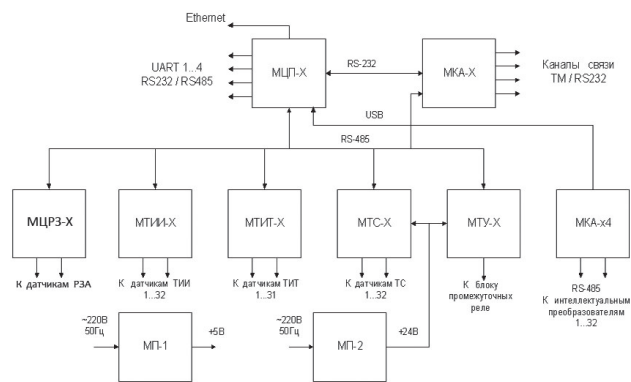 Ethernet
UART 1...4
RS232 / RS485
МЦП-X
RS-232
МКА-X
Каналы связи
ТМ / RS232
USB
RS-485
МЦРЗ-X
МТИИ-X
МТИТ-X
МТС-X
МТУ-X
МКА-x4
К датчикам РЗА
К датчикам ТИИ
1...32
К датчикам ТИТ
1...31
К датчикам ТС
1...32
К блоку
промежуточных
реле
RS-485
К интеллектуальным
преобразователям
1...32
~220В
50Гц
МП-1
+5В
~220В
50Гц
МП-2
+24В